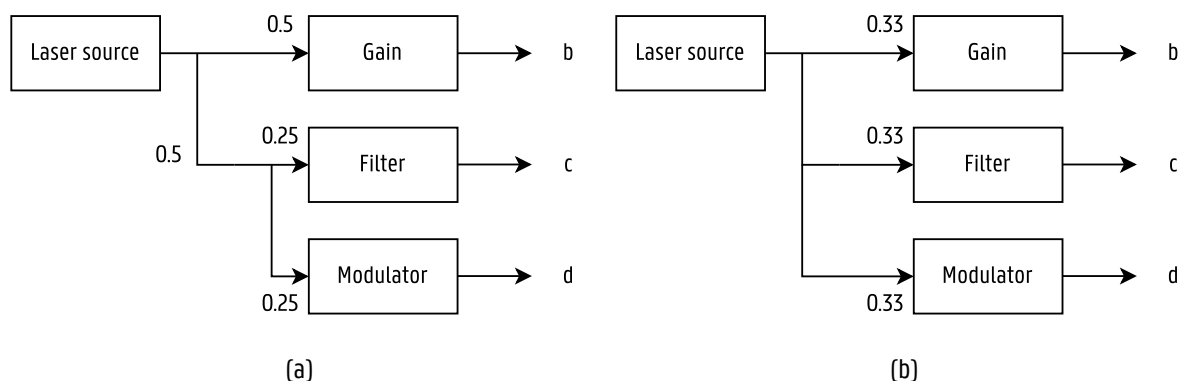 0.5
Laser source
Gain
b
0.25
0.5
Filter
c
Modulator
d
0.25
(a)
0.33
Laser source
Gain
b
0.33
Filter
c
Modulator
d
0.33
(b)